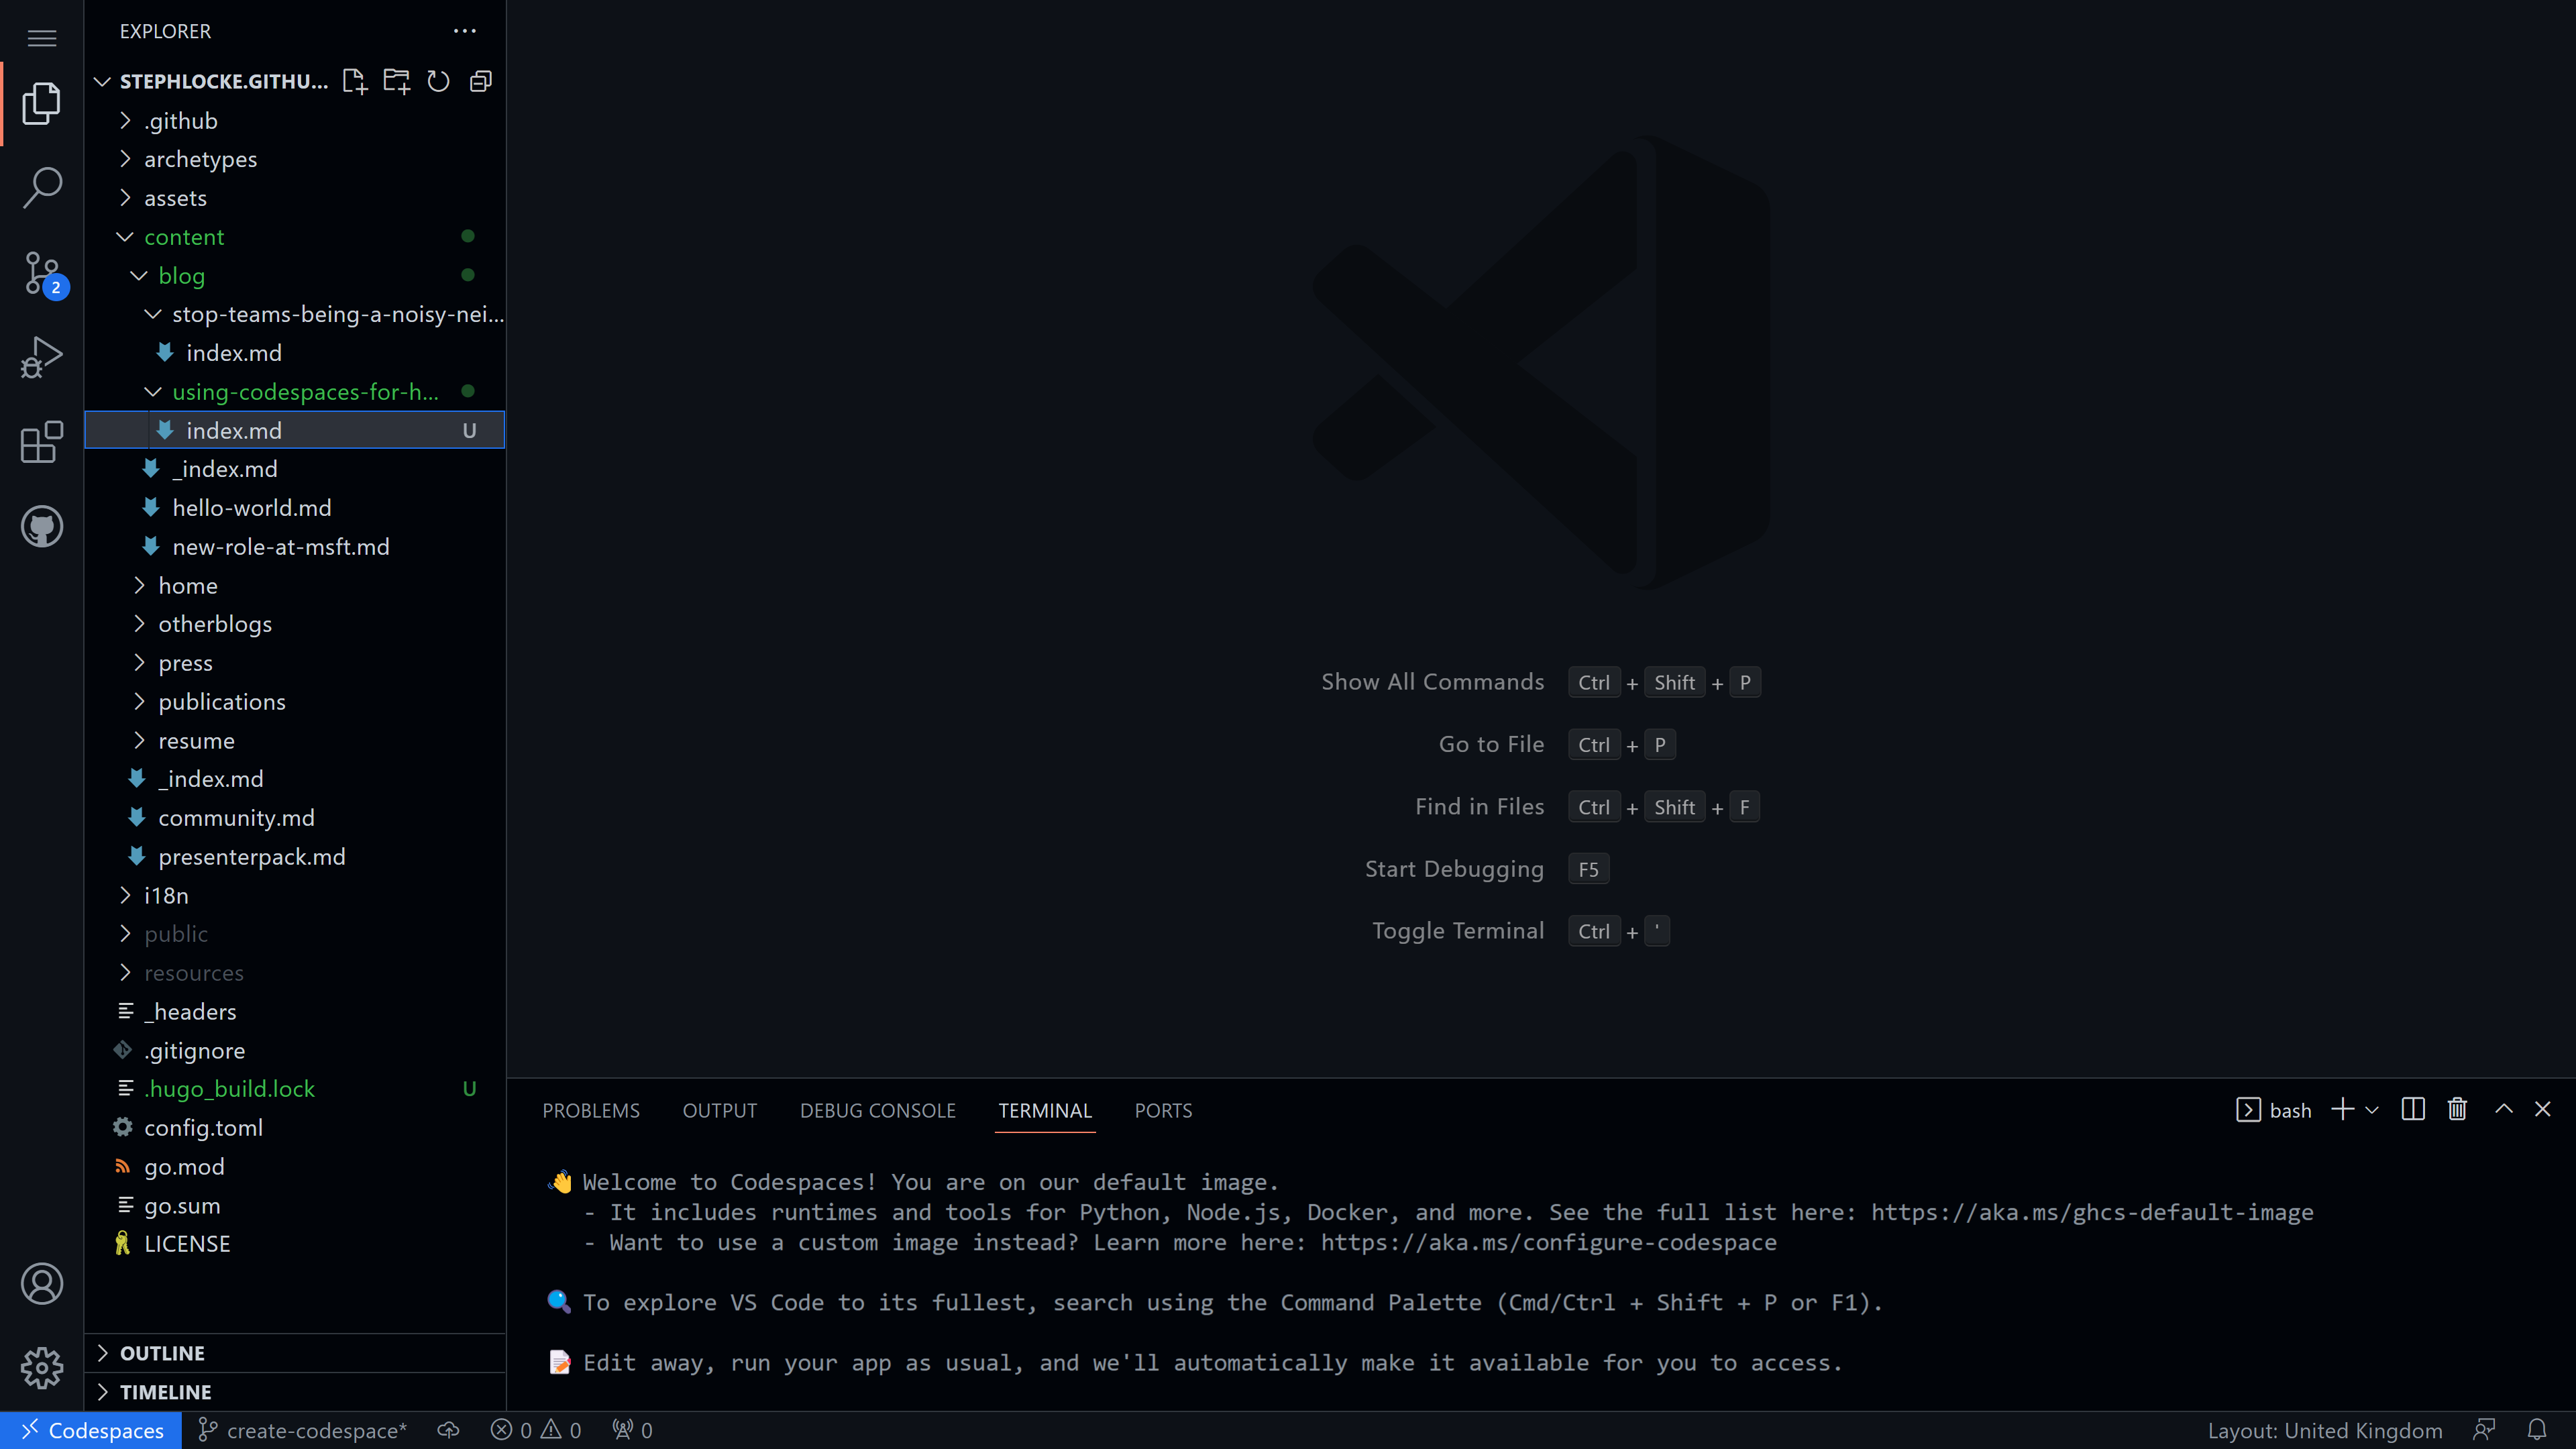 EXPLORER
STEPHLOCKE.GITHU...
.github
archetypes
assets
content
blog
stop-teams-being-a-noisy-nei...
index.md
using-codespaces-for-h...
index.md U
_index.md
hello-world.md
new-role-at-msft.md
home
otherblogs
press
publications
resume
_index.md
community.md
presenterpack.md
i18n
public
resources
_headers
.gitignore
.hugo_build.lock U
config.toml
go.mod
go.sum
LICENSE
OUTLINE
TIMELINE
2
Show All Commands Ctrl + Shift + P
Go to File Ctrl + P
Find in Files Ctrl + Shift + F
Start Debugging F5
Toggle Terminal Ctrl + '
PROBLEMS OUTPUT DEBUG CONSOLE TERMINAL PORTS bash
👋 Welcome to Codespaces! You are on our default image.
- It includes runtimes and tools for Python, Node.js, Docker, and more. See the full list here: https://aka.ms/ghcs-default-image
- Want to use a custom image instead? Learn more here: https://aka.ms/configure-codespace
🔍 To explore VS Code to its fullest, search using the Command Palette (Cmd/Ctrl + Shift + P or F1).
📝 Edit away, run your app as usual, and we'll automatically make it available for you to access.
Codespaces create-codespace* 0 0 0 Layout: United Kingdom